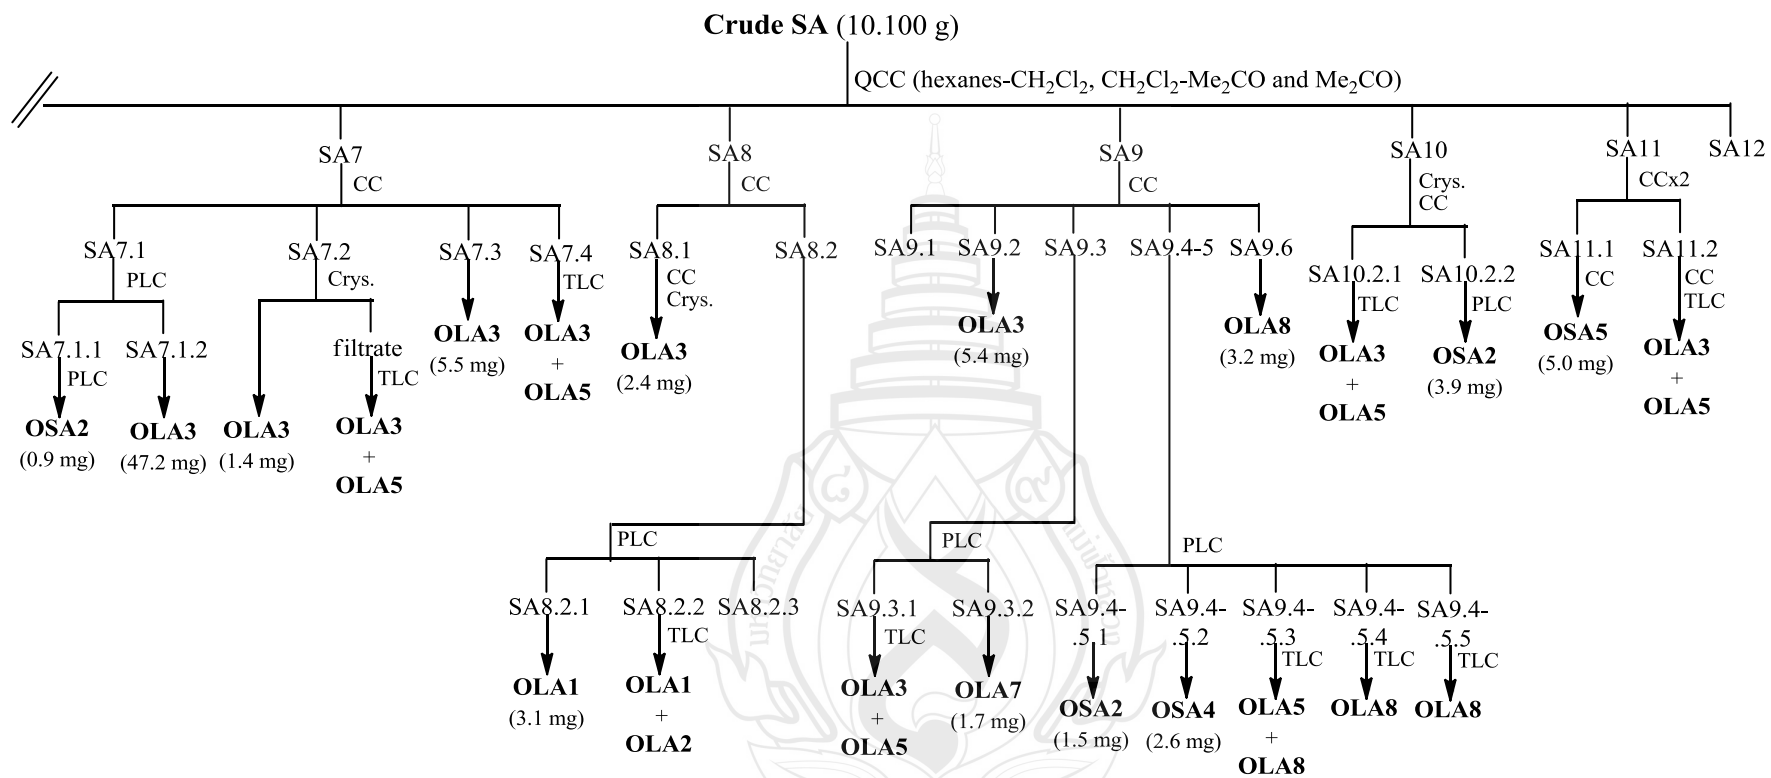 Crude SA (10.100 g)
QCC (hexanes-CH₂Cl₂, CH₂Cl₂-Me₂CO and Me₂CO)
SA7 SA8 SA9 SA10 SA11 SA12
CC CC CC Crys. CC CCx2
SA7.1 SA7.2 SA7.3 SA7.4 SA8.1 SA8.2 SA9.1 SA9.2 SA9.3 SA9.4-5 SA9.6 SA10.2.1 SA10.2.2 SA11.1 SA11.2
PLC Crys. TLC CC Crys. TLC PLC CC CC TLC
SA7.1.1 SA7.1.2 filtrate
PLC TLC
OLA3 (5.5 mg)
OLA3 + OLA5
OLA3 (2.4 mg)
OLA3 (5.4 mg)
OLA8 (3.2 mg)
OLA3 + OLA5
OSA2 (3.9 mg)
OSA5 (5.0 mg)
OLA3 + OLA5
OSA2 (0.9 mg)
OLA3 (47.2 mg)
OLA3 (1.4 mg)
OLA3 + OLA5
PLC PLC PLC
SA8.2.1 SA8.2.2 SA8.2.3 SA9.3.1 SA9.3.2 SA9.4-.5.1 SA9.4-.5.2 SA9.4-.5.3 SA9.4-.5.4 SA9.4-.5.5
TLC TLC TLC TLC TLC
OLA1 (3.1 mg)
OLA1 + OLA2
OLA3 + OLA5
OLA7 (1.7 mg)
OSA2 (1.5 mg)
OSA4 (2.6 mg)
OLA5 + OLA8
OLA8
OLA8